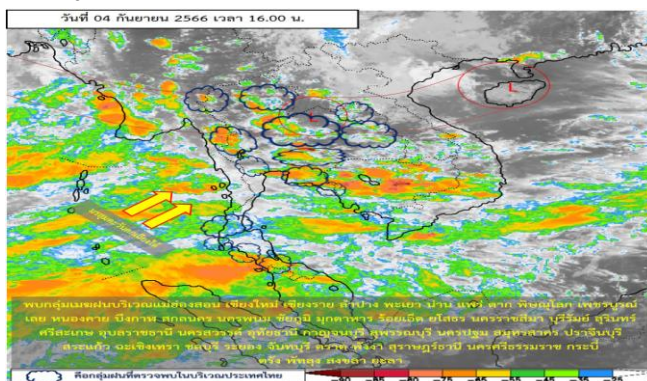 วันที่ 04 กันยายน 2566 เวลา 16.00 น.
L
L
พบกลุ่มเมฆฝนบริเวณแม่ฮ่องสอน เชียงใหม่ เชียงราย ลำปาง พะเยา น่าน แพร่ ตาก พิษณุโลก เพชรบูรณ์
เลย หนองคาย บึงกาฬ สกลนคร นครพนม ชัยภูมิ มุกดาหาร ร้อยเอ็ด ยโสธร นครราชสีมา บุรีรัมย์ สุรินทร์
ศรีสะเกษ อุบลราชธานี นครสวรรค์ อุทัยธานี กาญจนบุรี สุพรรณบุรี นครปฐม สมุทรสาคร ปราจีนบุรี
สระแก้ว ฉะเชิงเทรา ชลบุรี ระยอง จันทบุรี ตราด พังงา สุราษฎร์ธานี นครศรีธรรมราช กระบี่
ตรัง พัทลุง สงขลา ยะลา
คือกลุ่มฝนที่ตรวจพบในบริเวณประเทศไทย